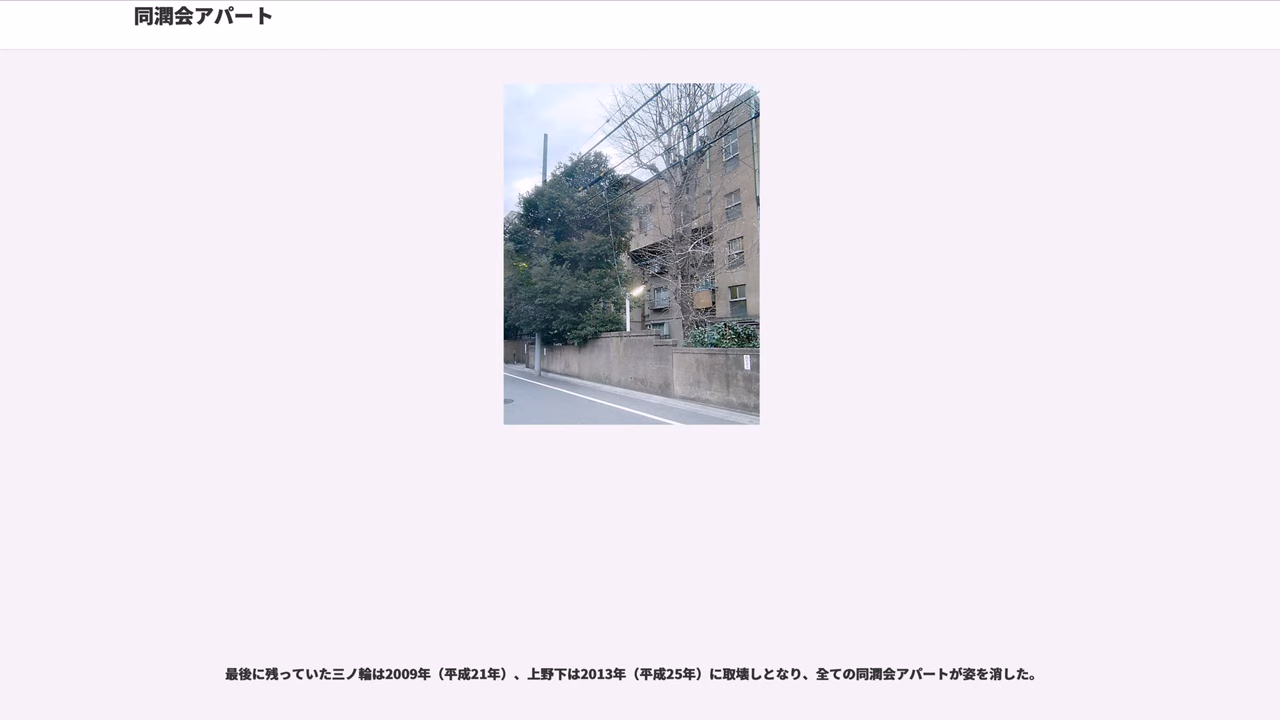 同潤会アパート
最後に残っていた三ノ輪は2009年（平成21年）、上野下は2013年（平成25年）に取壊しとなり、全ての同潤会アパートが姿を消した。